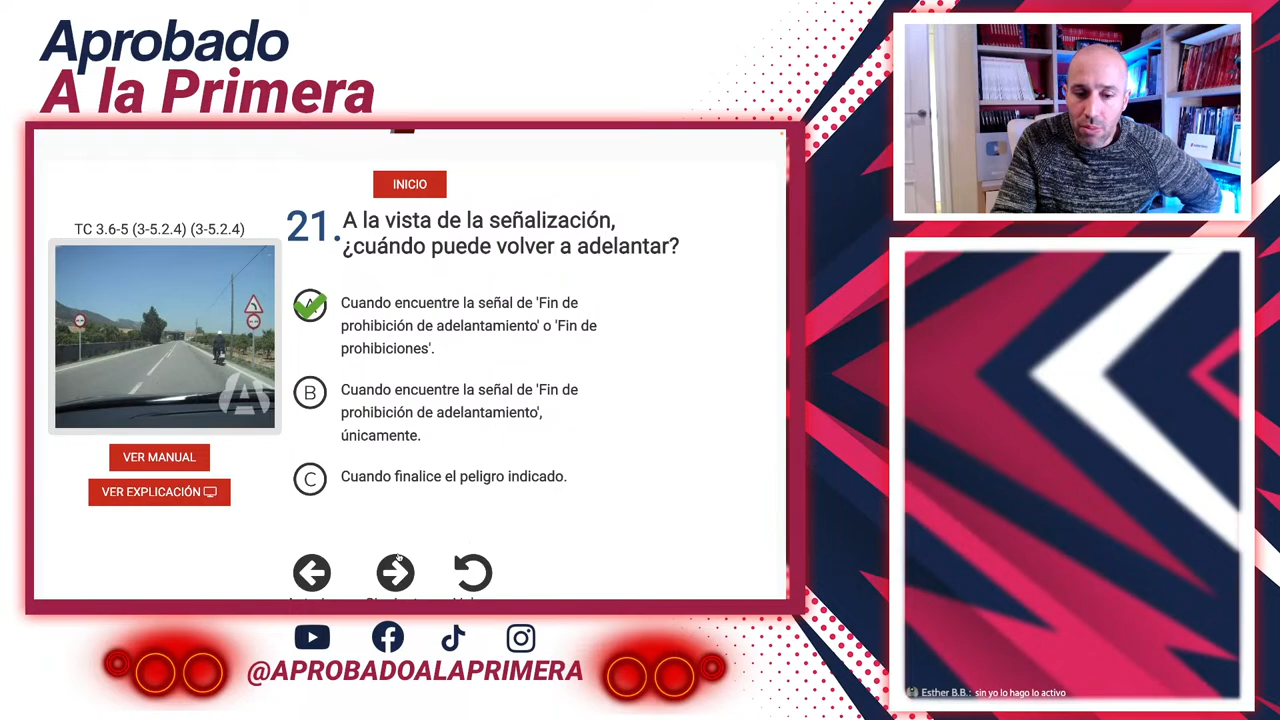 Aprobado
A la Primera
INICIO
TC 3.6-5 (3-5.2.4) (3-5.2.4)
21. A la vista de la señalización,
¿cuándo puede volver a adelantar?
Cuando encuentre la señal de 'Fin de
prohibición de adelantamiento' o 'Fin de
prohibiciones'.
B Cuando encuentre la señal de 'Fin de
prohibición de adelantamiento',
únicamente.
C Cuando finalice el peligro indicado.
VER MANUAL
VER EXPLICACIÓN
@APROBADOALAPRIMERA
Esther B.B.: sin yo lo hago lo activo